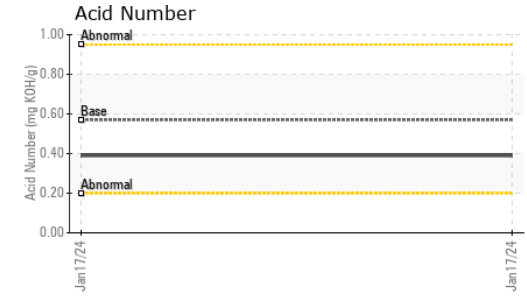 Acid Number
Acid Number (mg KOH/g)
1.00
0.80
0.60
0.40
0.20
0.00
Abnormal
Base
Abnormal
Jan17/24
Jan17/24